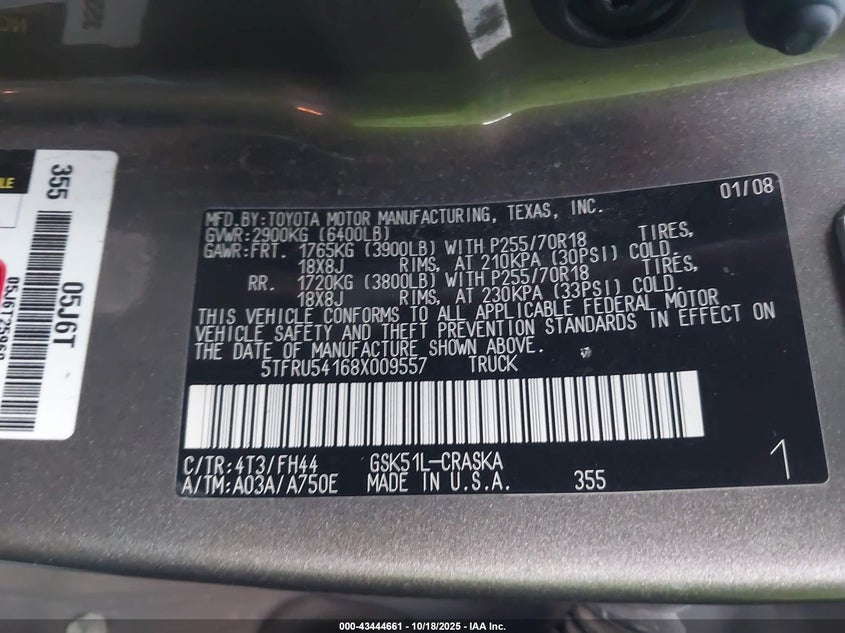 01/08
MFD.BY:TOYOTA MOTOR MANUFACTURING, TEXAS, INC.
GVWR:2900KG (6400LB)
GAWR:FRT. 1765KG (3900LB) WITH P255/70R18 TIRES,
18X8J RIMS, AT 210KPA (30PSI) COLD.
RR. 1720KG (3800LB) WITH P255/70R18 TIRES,
18X8J RIMS, AT 230KPA (33PSI) COLD.
THIS VEHICLE CONFORMS TO ALL APPLICABLE FEDERAL MOTOR
VEHICLE SAFETY AND THEFT PREVENTION STANDARDS IN EFFECT ON
THE DATE OF MANUFACTURE SHOWN ABOVE.
5TFRU54168X009557 TRUCK
C/TR:4T3/FH44 GSK51L-CRASKA
A/TM:A03A/A750E MADE IN U.S.A. 355
1
355
05J6T
000-43444661 - 10/18/2025 - IAA Inc.